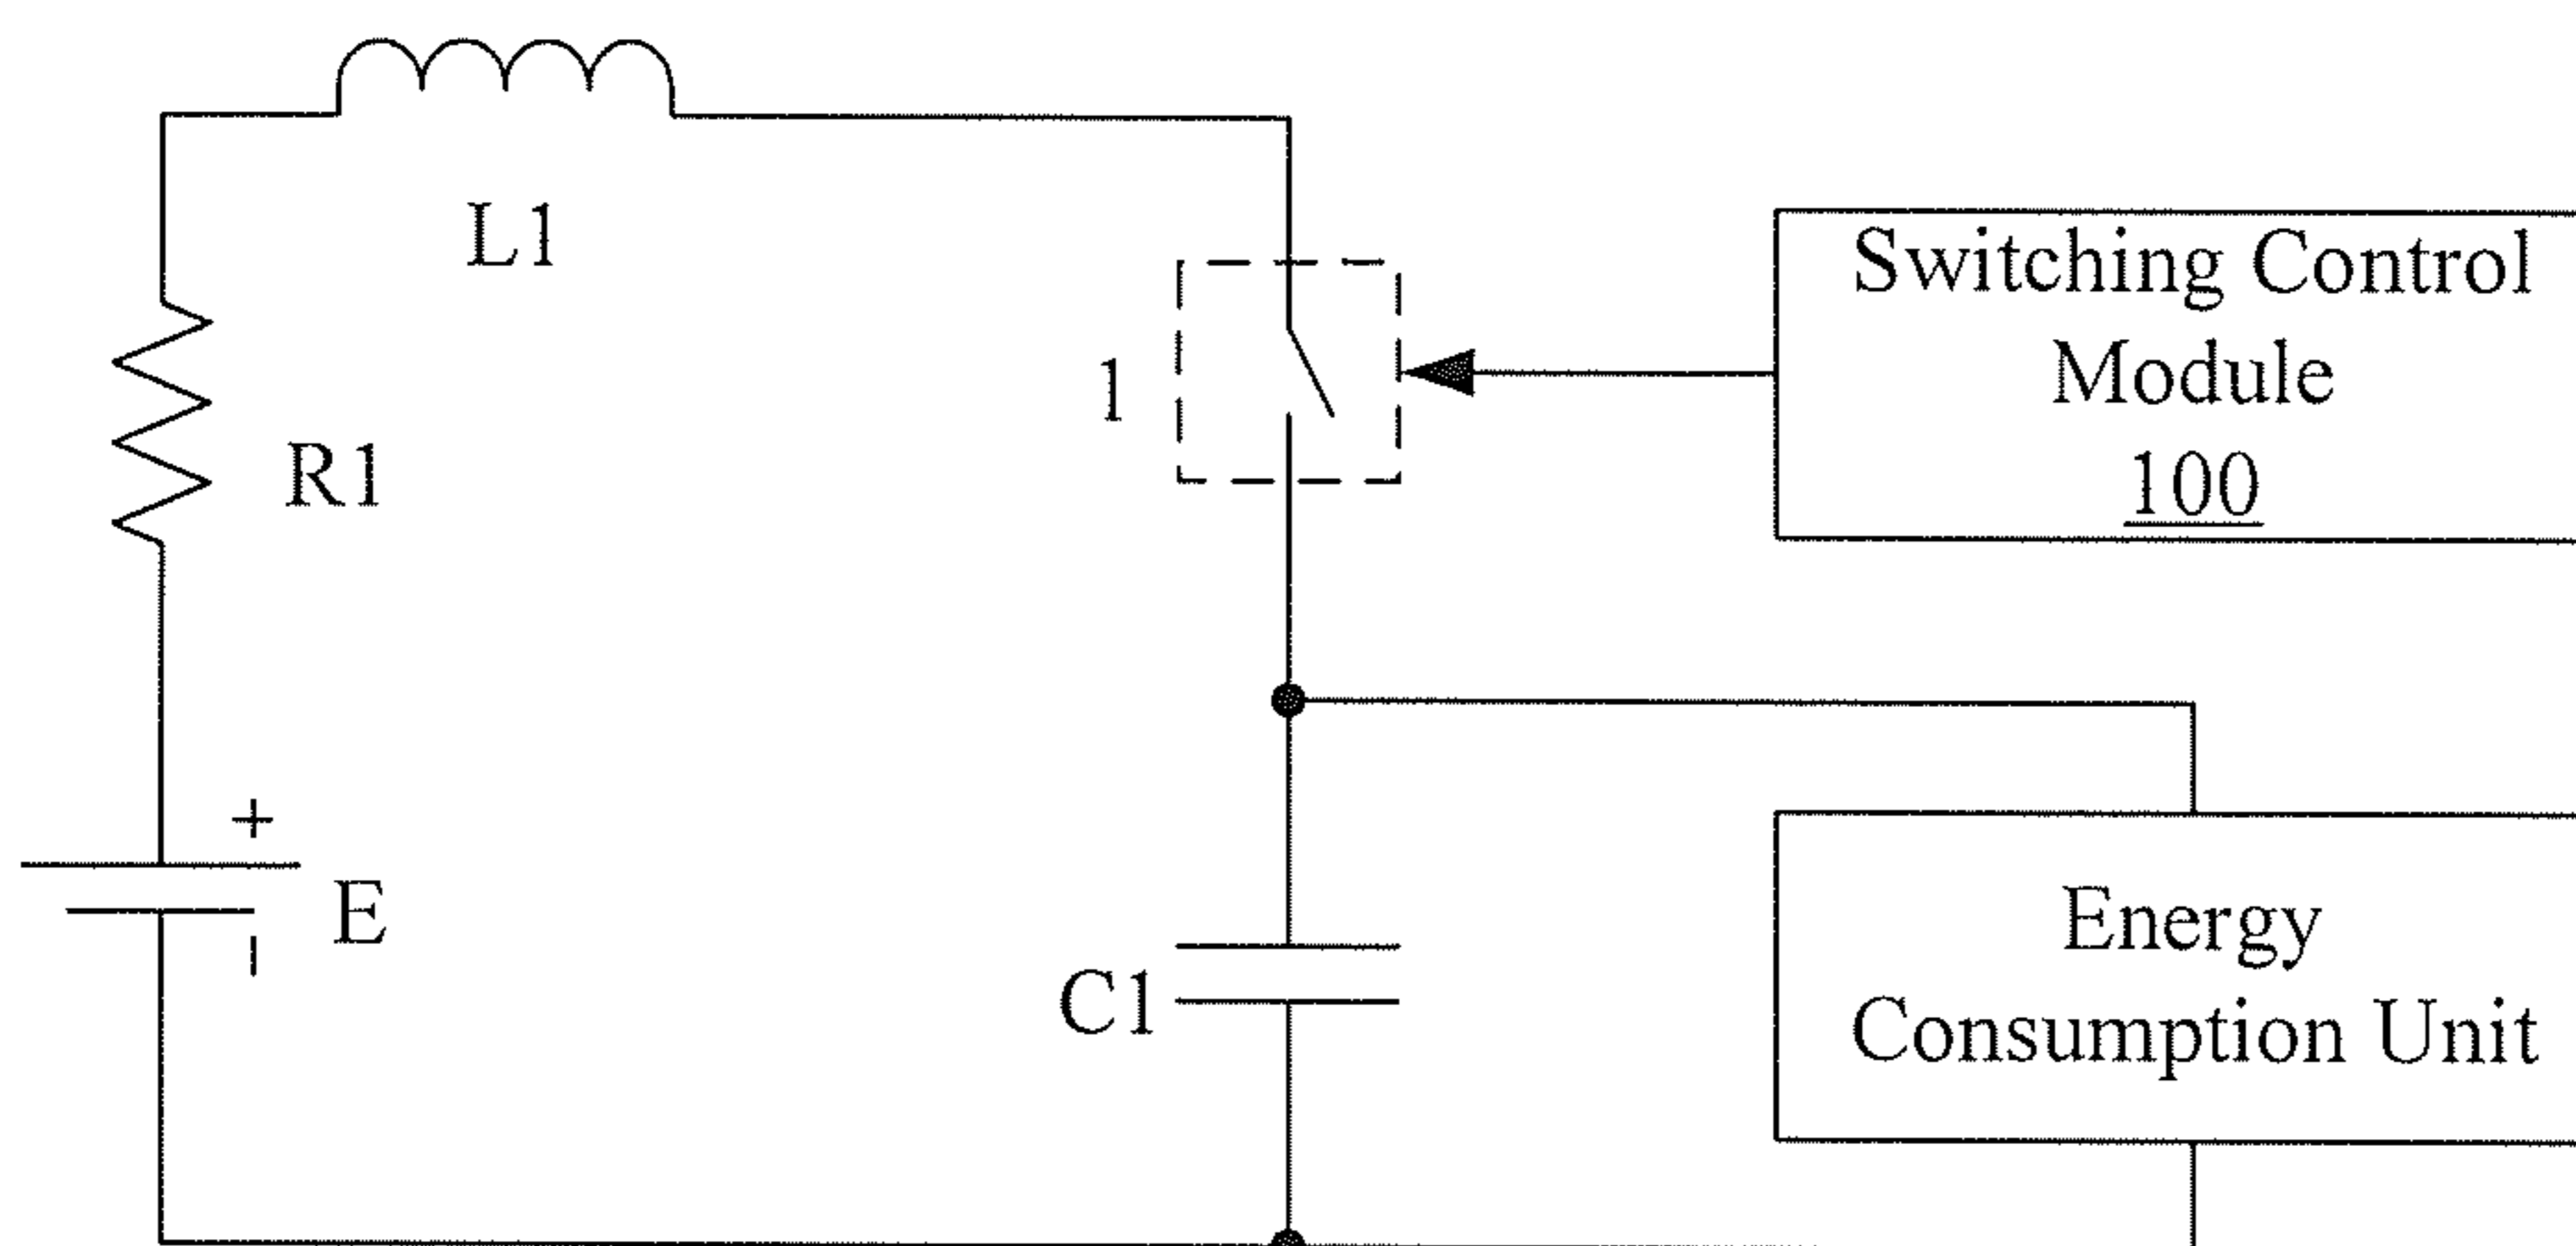 L1
Switching Control
Module
100
1
R1
+
E
–
C1
Energy
Consumption Unit